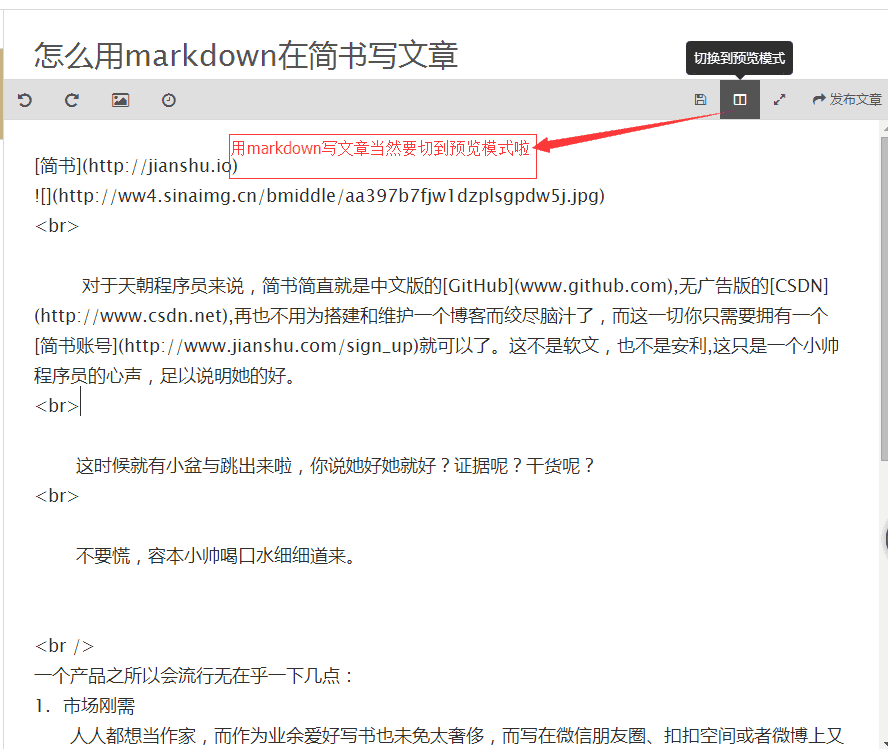 怎么用markdown在简书写文章
切换到预览模式
发布文章
用markdown写文章当然要切到预览模式啦
[简书](http://jianshu.io)
![](http://ww4.sinaimg.cn/bmiddle/aa397b7fjw1dzplsgpdw5j.jpg)
<br>
对于天朝程序员来说，简书简直就是中文版的[GitHub](www.github.com),无广告版的[CSDN]
(http://www.csdn.net),再也不用为搭建和维护一个博客而绞尽脑汁了，而这一切你只需要拥有一个
[简书账号](http://www.jianshu.com/sign_up)就可以了。这不是软文，也不是安利,这只是一个小帅
程序员的心声，足以说明她的好。
<br>
这时候就有小盆与跳出来啦，你说她好她就好？证据呢？干货呢？
<br>
不要慌，容本小帅喝口水细细道来。
<br />
一个产品之所以会流行无在乎一下几点：
1. 市场刚需
人人都想当作家，而作为业余爱好写书也未免太奢侈，而写在微信朋友圈、扣扣空间或者微博上又